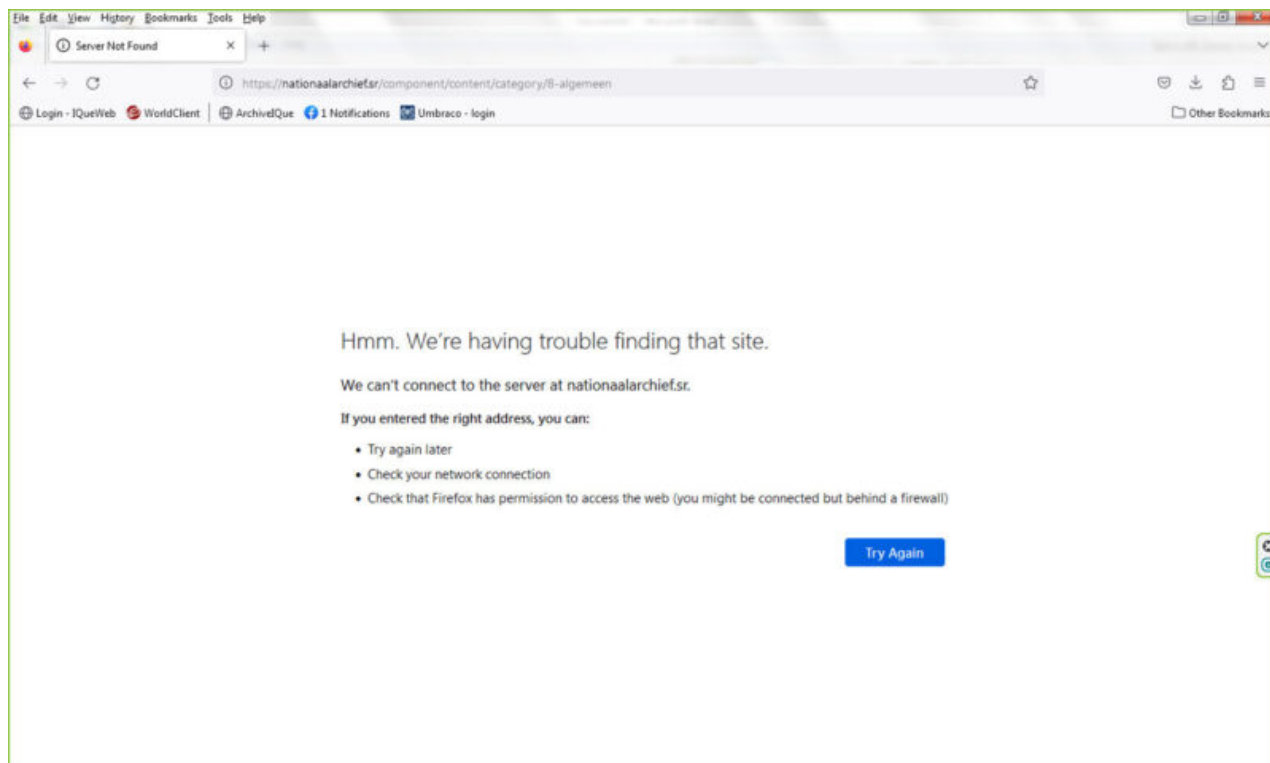 File Edit View History Bookmarks Tools Help
Server Not Found
https://nationaalarchief.sr/component/content/category/8-algemeen
Login - IQueWeb WorldClient ArchiveIQue 1 Notifications Umbraco - login Other Bookmarks
Hmm. We're having trouble finding that site.
We can't connect to the server at nationaalarchief.sr.
If you entered the right address, you can:
• Try again later
• Check your network connection
• Check that Firefox has permission to access the web (you might be connected but behind a firewall)
Try Again